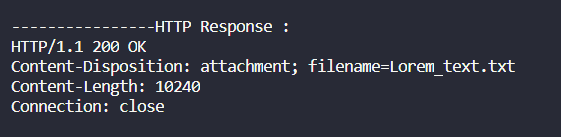 ----------------HTTP Response :
HTTP/1.1 200 OK
Content-Disposition: attachment; filename=Lorem_text.txt
Content-Length: 10240
Connection: close